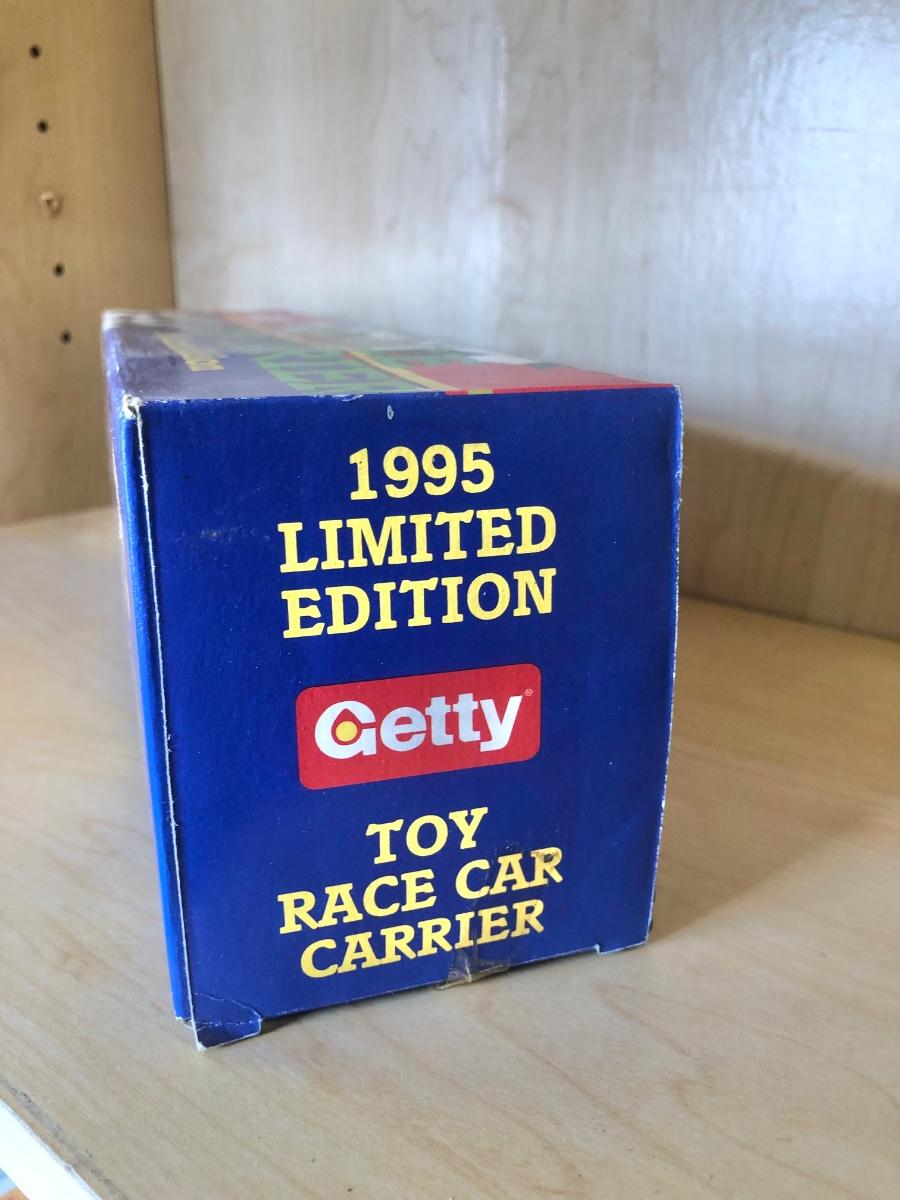 1995
LIMITED
EDITION
Getty®
TOY
RACE CAR
CARRIER